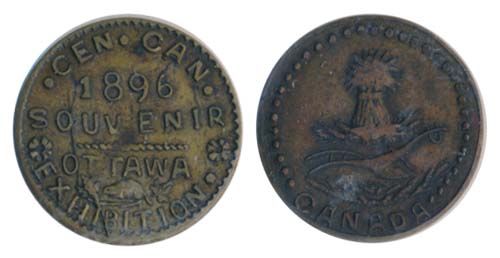 ·CEN·CAN·
1896
SOUVENIR
OTTAWA
EXHIBITION·
CANADA